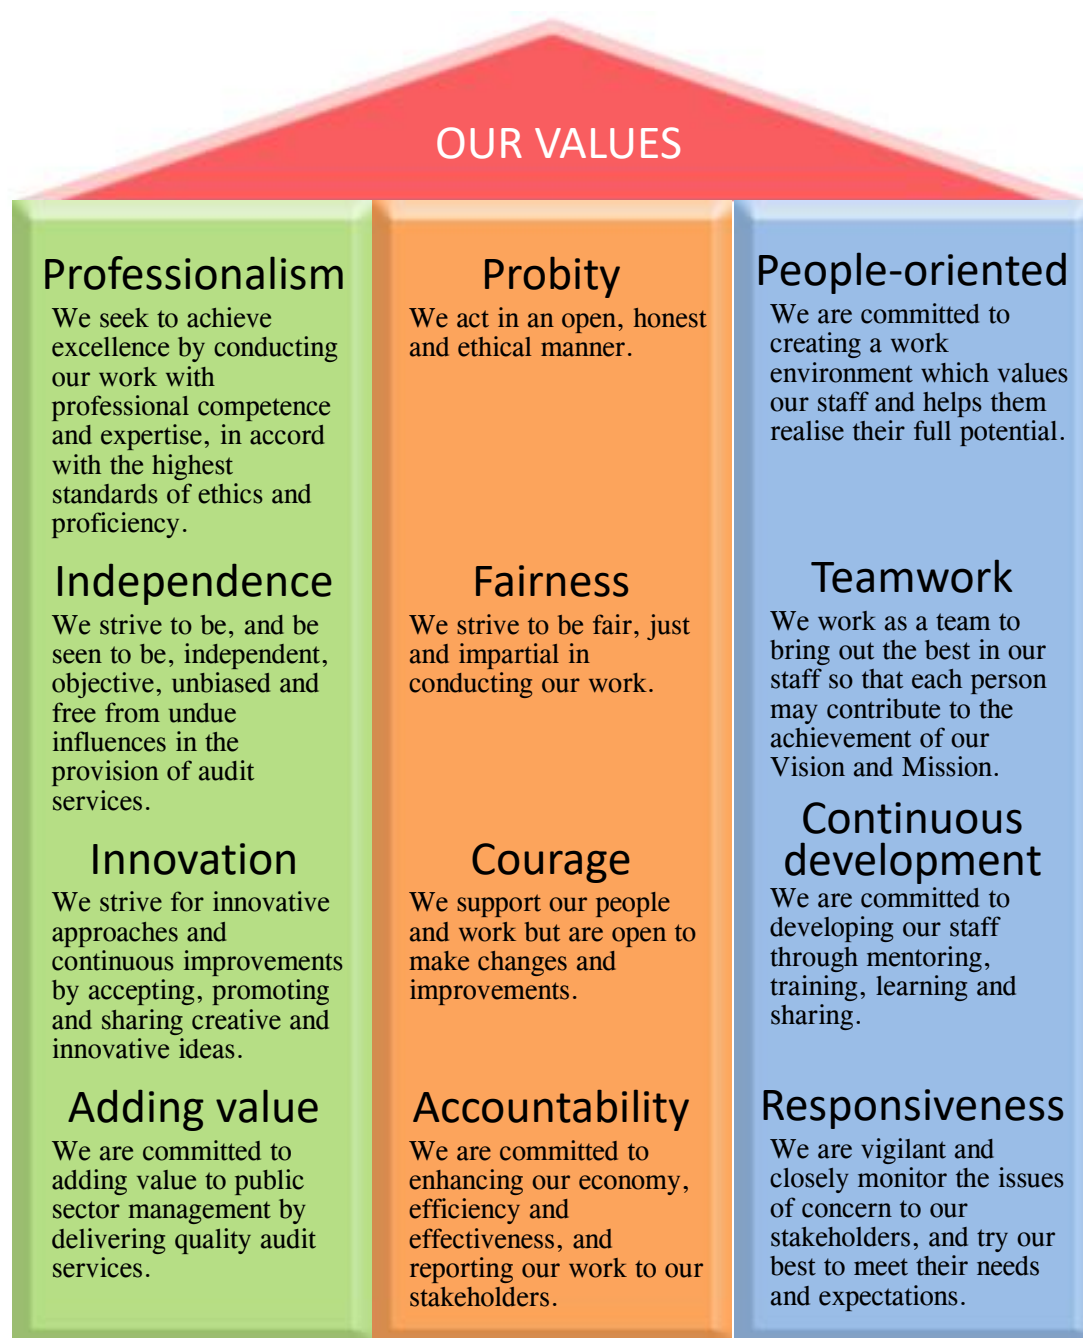 OUR VALUES
Professionalism
We seek to achieve
excellence by conducting
our work with
professional competence
and expertise, in accord
with the highest
standards of ethics and
proficiency.
Independence
We strive to be, and be
seen to be, independent,
objective, unbiased and
free from undue
influences in the
provision of audit
services.
Innovation
We strive for innovative
approaches and
continuous improvements
by accepting, promoting
and sharing creative and
innovative ideas.
Adding value
We are committed to
adding value to public
sector management by
delivering quality audit
services.
Probity
We act in an open, honest
and ethical manner.
Fairness
We strive to be fair, just
and impartial in
conducting our work.
Courage
We support our people
and work but are open to
make changes and
improvements.
Accountability
We are committed to
enhancing our economy,
efficiency and
effectiveness, and
reporting our work to our
stakeholders.
People-oriented
We are committed to
creating a work
environment which values
our staff and helps them
realise their full potential.
Teamwork
We work as a team to
bring out the best in our
staff so that each person
may contribute to the
achievement of our
Vision and Mission.
Continuous
development
We are committed to
developing our staff
through mentoring,
training, learning and
sharing.
Responsiveness
We are vigilant and
closely monitor the issues
of concern to our
stakeholders, and try our
best to meet their needs
and expectations.